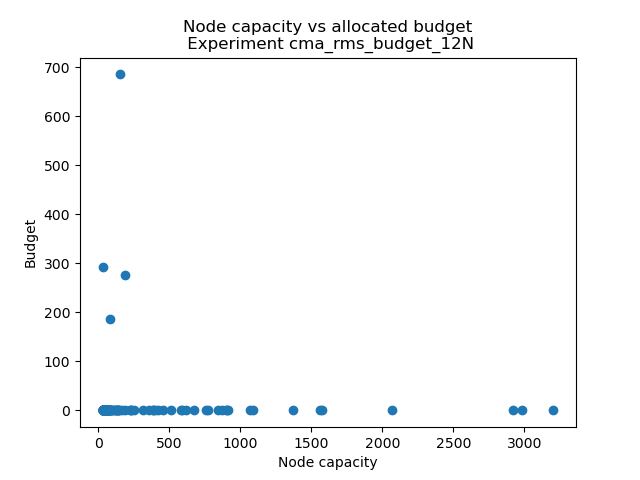 Node capacity vs allocated budget
Experiment cma_rms_budget_12N
700
600
500
400
300
200
100
0
Budget
0 500 1000 1500 2000 2500 3000
Node capacity